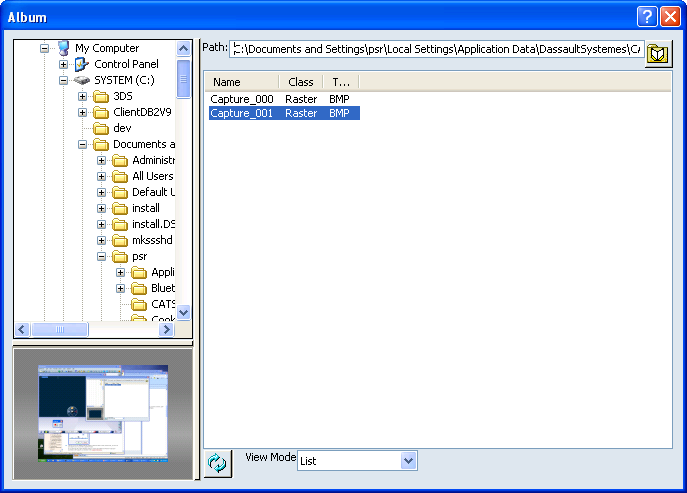 Album
My Computer
Control Panel
SYSTEM (C:)
3DS
ClientDB2V9
dev
Documents a
Administr
All Users
Default U
install
install.DS
mkssshd
psr
Appli
Bluet
CATS
Cook
Path: C:\Documents and Settings\psr\Local Settings\Application Data\DassaultSystemes\CA
Name Class T...
Capture_000 Raster BMP
Capture_001 Raster BMP
View Mode List